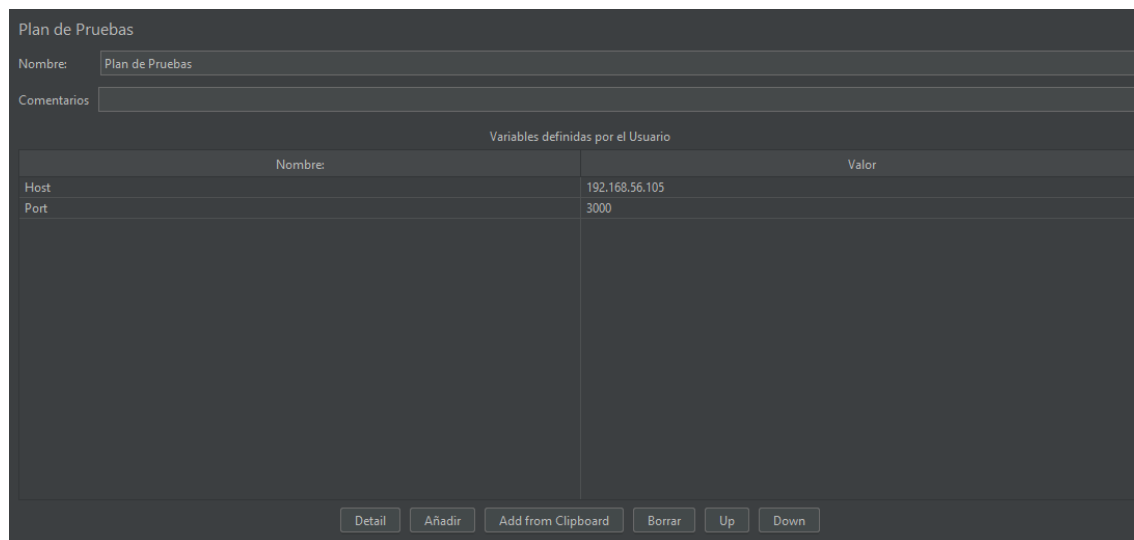 Plan de Pruebas
Nombre: Plan de Pruebas
Comentarios
Variables definidas por el Usuario
Nombre: Valor
Host 192.168.56.105
Port 3000
Detail Añadir Add from Clipboard Borrar Up Down